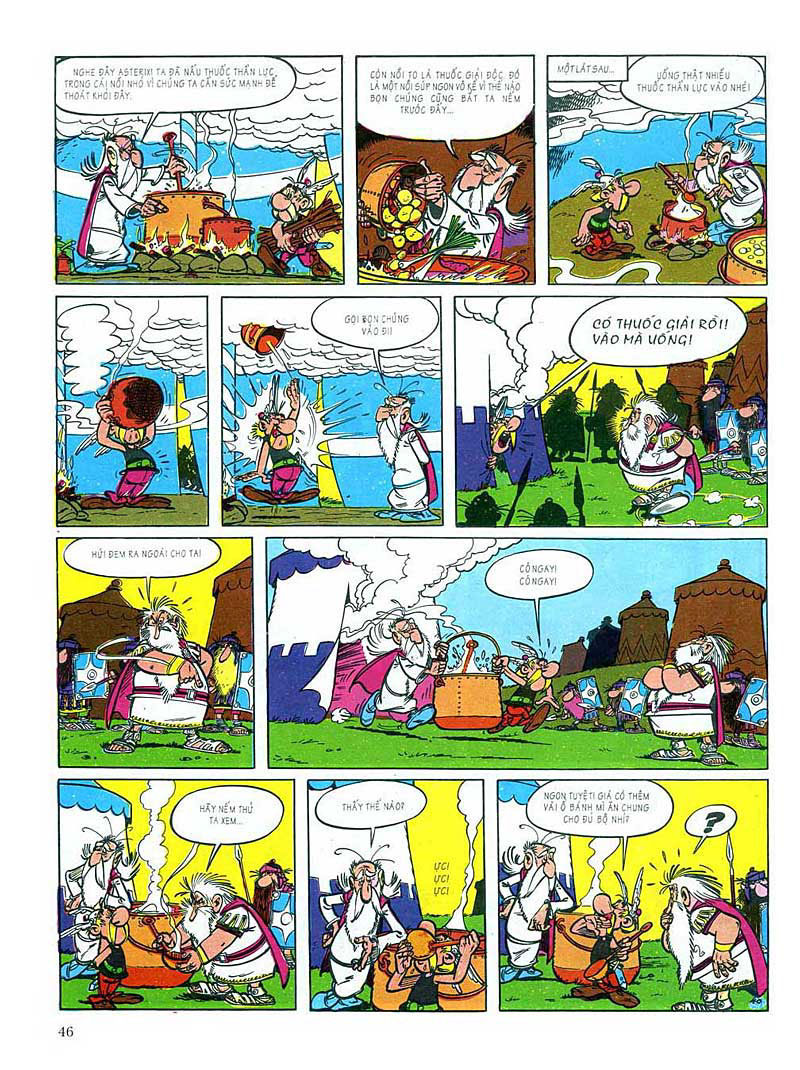 NGHE ĐÂY ASTERIX! TA ĐÃ NẤU THUỐC THẦN LỰC
TRONG CÁI NỒI NHỎ VÌ CHÚNG TA CẦN SỨC MẠNH ĐỂ
THOÁT KHỎI ĐÂY.
CÒN NỒI TO LÀ THUỐC GIẢI ĐỘC. ĐÓ
LÀ MỘT NỒI SÚP NGON VÔ KỂ VÌ THẾ NÀO
BỌN CHÚNG CŨNG BẮT TA NẾM
TRƯỚC ĐẤY...
MỘT LÁT SAU...
UỐNG THẬT NHIỀU
THUỐC THẦN LỰC VÀO NHÉ!
GỌI BỌN CHÚNG
VÀO ĐI!
CÓ THUỐC GIẢI RỒI!
VÀO MÀ UỐNG!
HỪ! ĐEM RA NGOÀI CHO TA!
CÓ NGAY!
CÓ NGAY!
HÃY NẾM THỬ
TA XEM...
THẤY THẾ NÀO?
ỰC!
ỰC!
ỰC!
NGON TUYỆT! GIÁ CÓ THÊM
VÀI Ổ BÁNH MÌ ĂN CHUNG
CHO ĐỦ BỘ NHỈ?
?
46